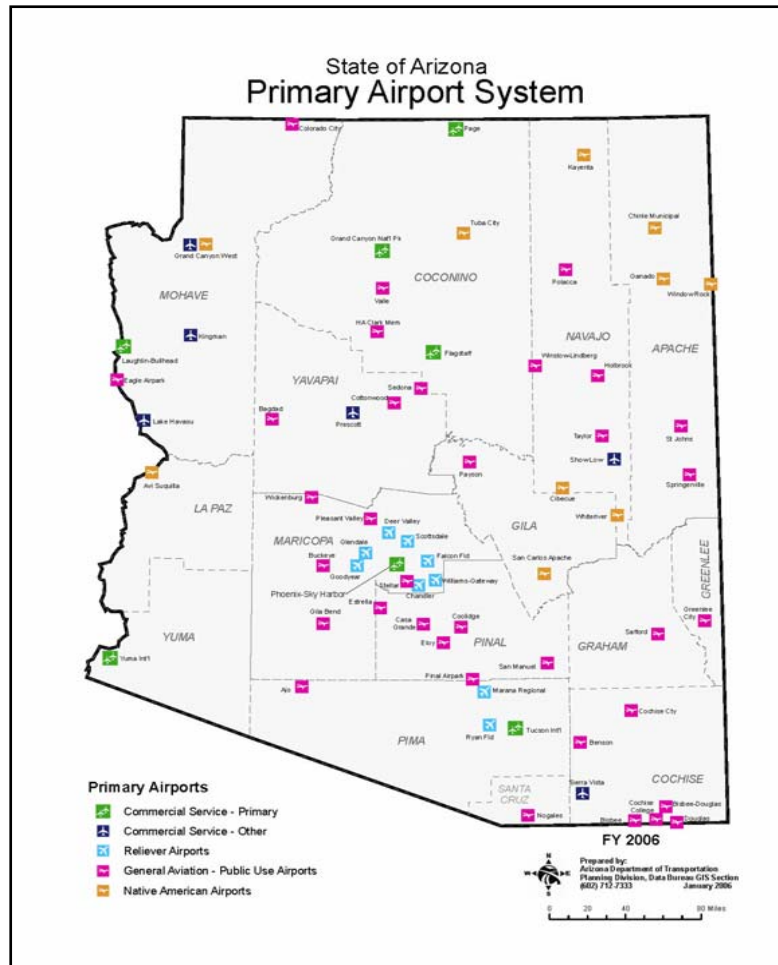 State of Arizona
Primary Airport System
Colorado City
Page
Kayenta
Chinle Municipal
Tuba City
Grand Canyon Nat'l Pk
Grand Canyon West
COCONINO
Polacca
Ganado
Window Rock
MOHAVE
Valle
HA Clark Mem
Kingman
NAVAJO
APACHE
Laughlin-Bullhead
Flagstaff
Winslow-Lindberg
Holbrook
Eagle Airpark
YAVAPAI
Sedona
Cottonwood
Bagdad
Prescott
Lake Havasu
Taylor
St Johns
Show Low
Payson
Springerville
Avi Suquilla
Cibecue
Wickenburg
LA PAZ
Whiteriver
Pleasant Valley
Deer Valley
GILA
MARICOPA
Glendale
Scottsdale
Buckeye
Falcon Fld
San Carlos Apache
GREENLEE
Goodyear
Williams-Gateway
Phoenix-Sky Harbor
Stellar
Chandler
Estrella
Gila Bend
Casa
Grande
Coolidge
Greenlee
City
YUMA
Eloy
PINAL
Safford
GRAHAM
Yuma Int'l
San Manuel
Pinal Airpark
Ajo
Marana Regional
Cochise Cty
PIMA
Ryan Fld
Tucson Int'l
Benson
Sierra Vista
COCHISE
SANTA
CRUZ
Nogales
Cochise
College
Bisbee-Douglas
Bisbee
Douglas
Primary Airports
Commercial Service - Primary
Commercial Service - Other
Reliever Airports
General Aviation - Public Use Airports
Native American Airports
FY 2006
N
W
E
S
Prepared by:
Arizona Department of Transportation
Planning Division, Data Bureau GIS Section
(602) 712-7333 January 2006
0 20 40 80 Miles